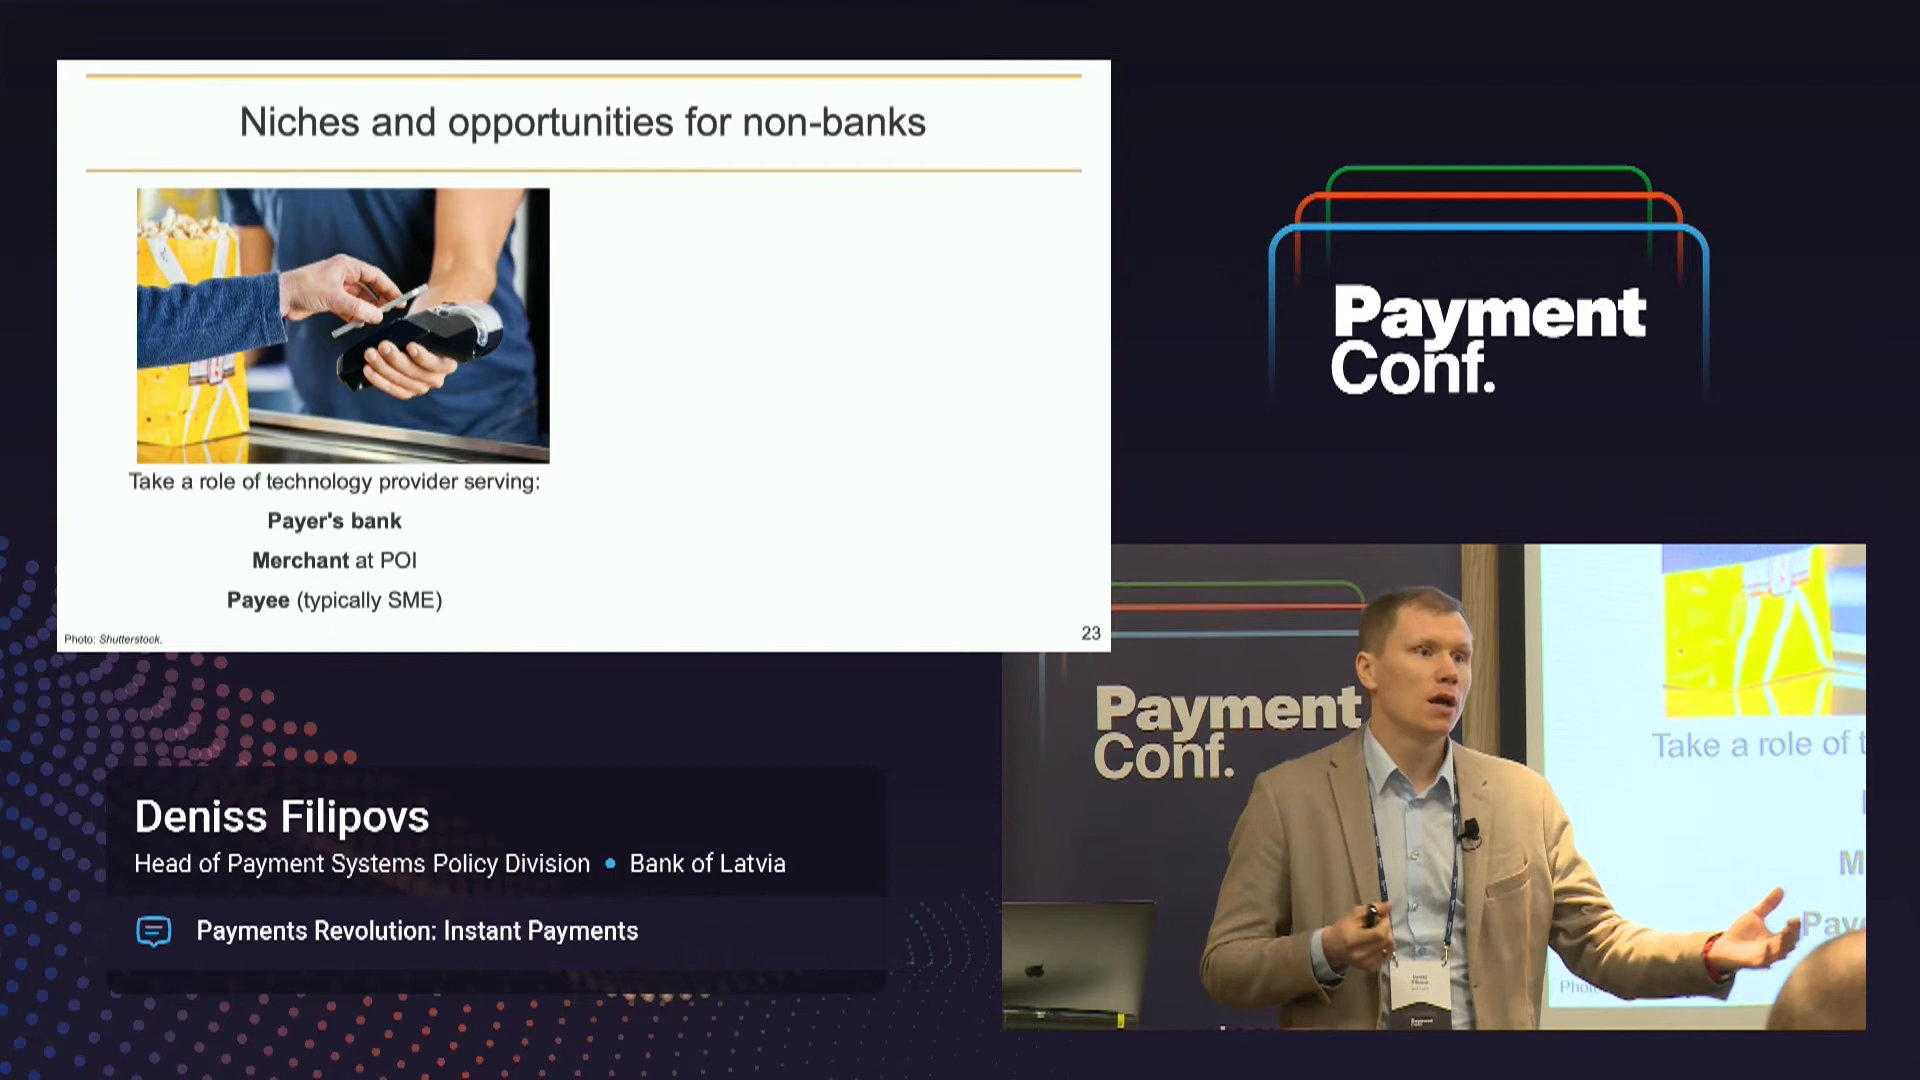 Niches and opportunities for non-banks
Take a role of technology provider serving:
Payer's bank
Merchant at POI
Payee (typically SME)
Photo: Shutterstock.
23
Payment
Conf.
Payment
Conf.
Take a role of t
M
Pay
Deniss Filipovs
Head of Payment Systems Policy Division • Bank of Latvia
Payments Revolution: Instant Payments